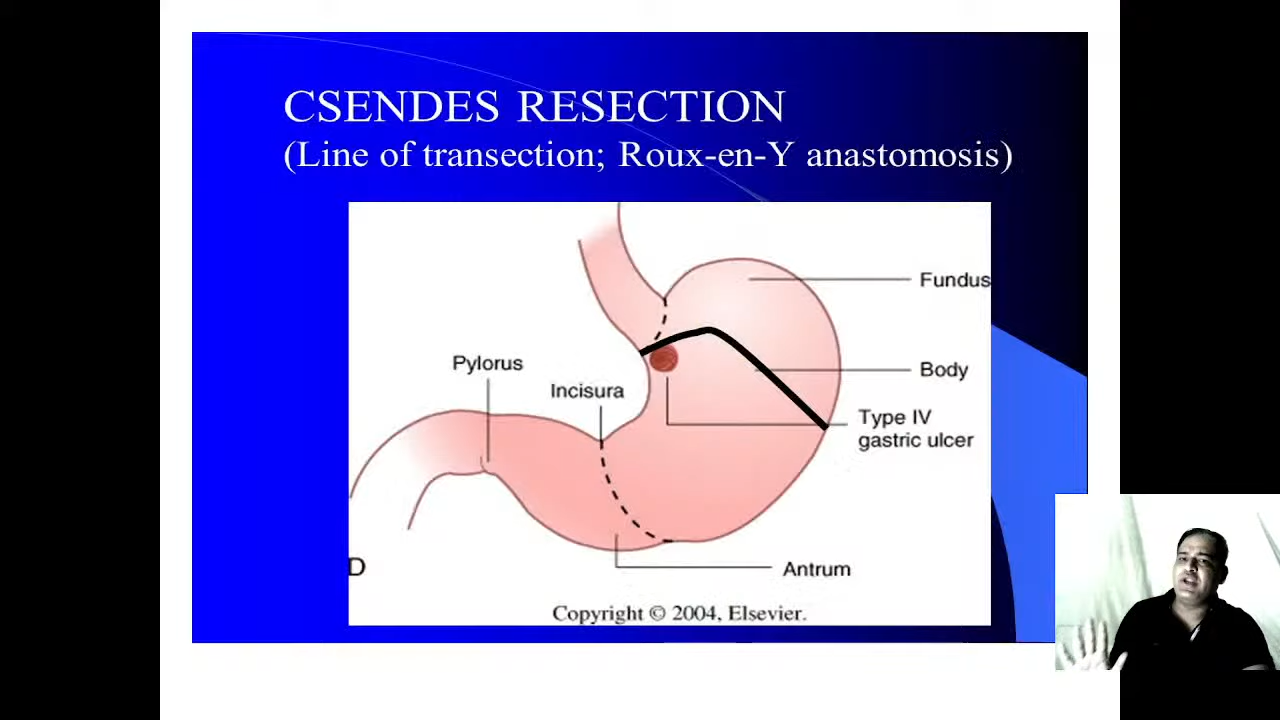 CSENDES RESECTION
(Line of transection; Roux-en-Y anastomosis)
Fundus
Pylorus
Body
Incisura
Type IV
gastric ulcer
D
Antrum
Copyright © 2004, Elsevier.